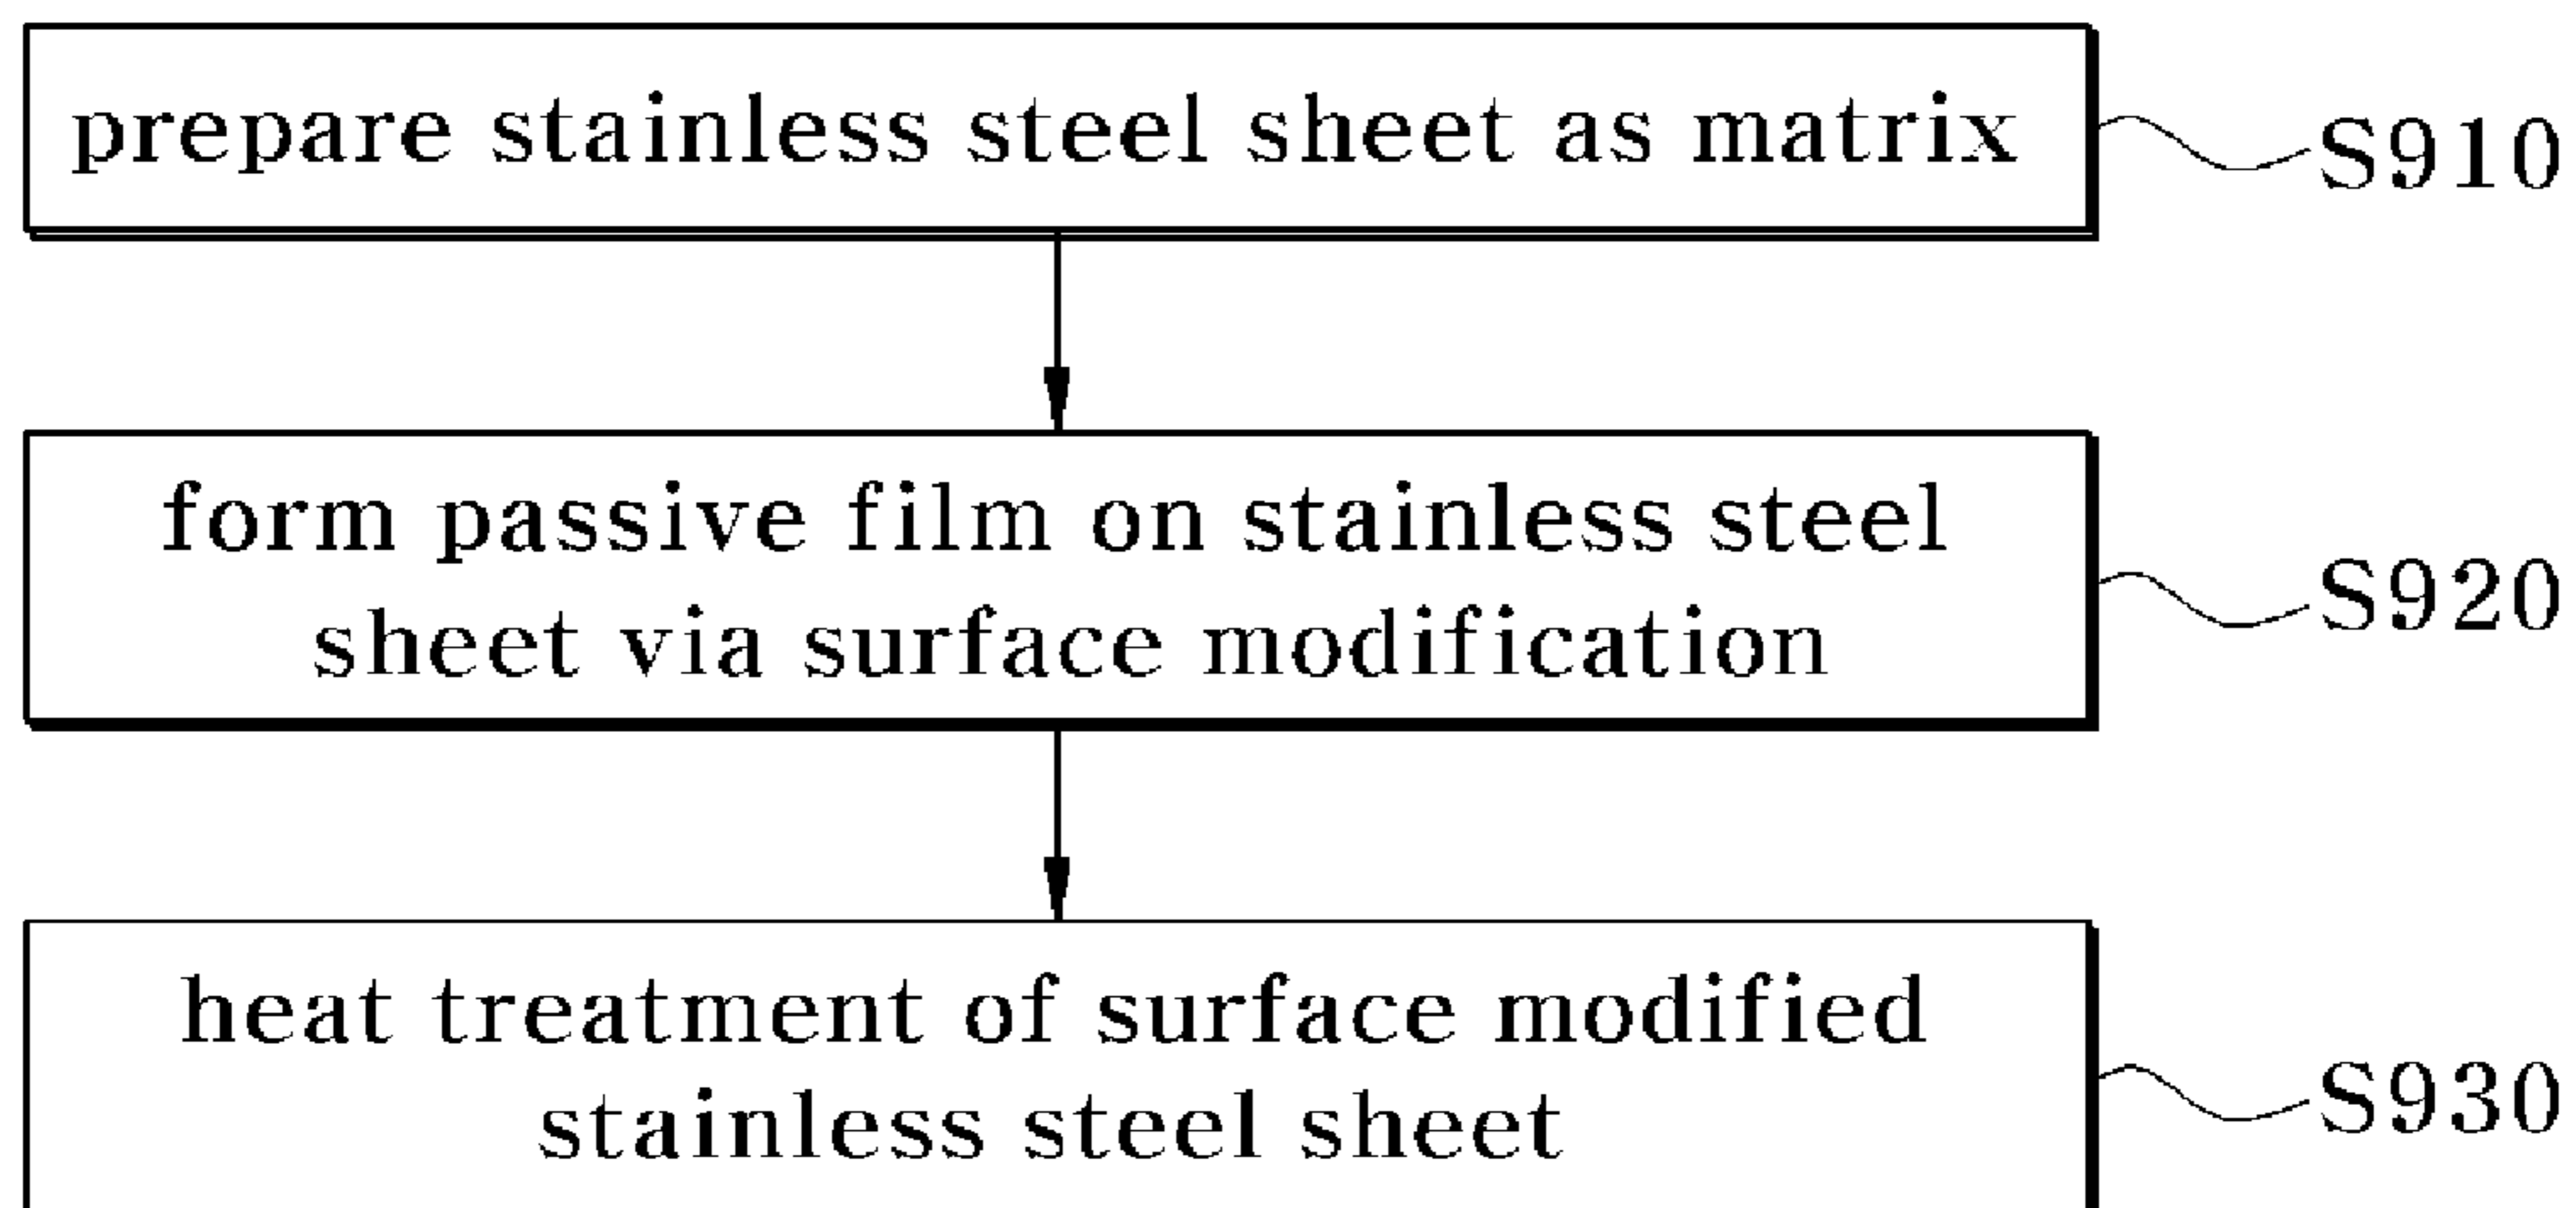 prepare stainless steel sheet as matrix
S910
form passive film on stainless steel
sheet via surface modification
S920
heat treatment of surface modified
stainless steel sheet
S930